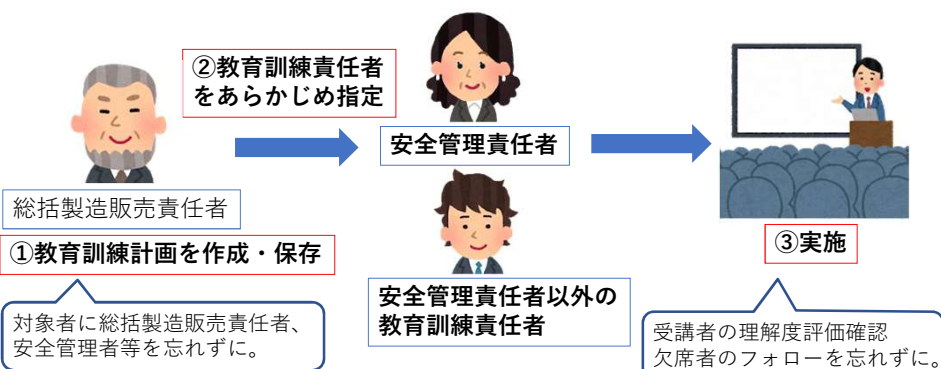 ②教育訓練責任者
をあらかじめ指定
安全管理責任者
総括製造販売責任者
①教育訓練計画を作成・保存
③実施
安全管理責任者以外の
教育訓練責任者
対象者に総括製造販売責任者、
安全管理者等を忘れずに。
受講者の理解度評価確認
欠席者のフォローを忘れずに。